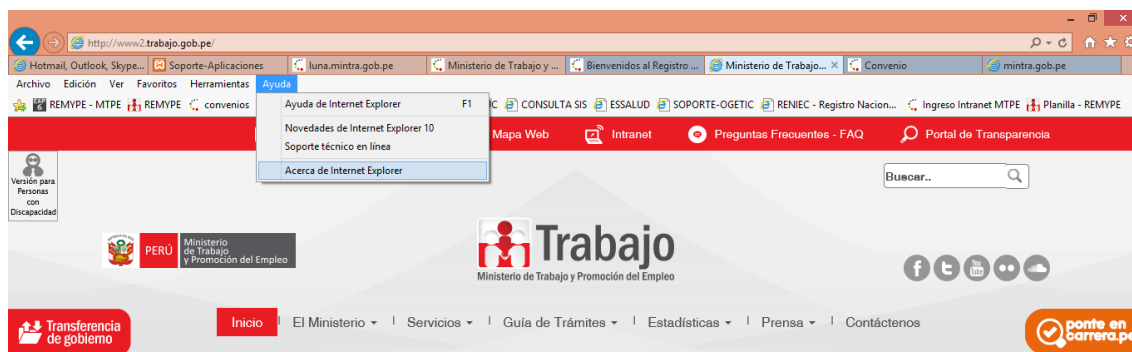 http://www2.trabajo.gob.pe/
Hotmail, Outlook, Skype... Soporte-Aplicaciones luna.mintra.gob.pe Ministerio de Trabajo y ... Bienvenidos al Registro ... Ministerio de Trabajo... × Convenio mintra.gob.pe
Archivo Edición Ver Favoritos Herramientas Ayuda
REMYPE - MTPE REMYPE convenios CONSULTA SIS ESSALUD SOPORTE-OGETIC RENIEC - Registro Nacion... Ingreso Intranet MTPE Planilla - REMYPE
Ayuda de Internet Explorer F1
Novedades de Internet Explorer 10
Soporte técnico en línea
Acerca de Internet Explorer
Mapa Web Intranet Preguntas Frecuentes - FAQ Portal de Transparencia
Versión para
Personas
con
Discapacidad
Buscar..
PERÚ
Ministerio
de Trabajo
y Promoción del Empleo
Trabajo
Ministerio de Trabajo y Promoción del Empleo
You
Tube
Transferencia
de gobierno
Inicio El Ministerio Servicios Guía de Trámites Estadísticas Prensa Contáctenos
ponte en
carrera.pe